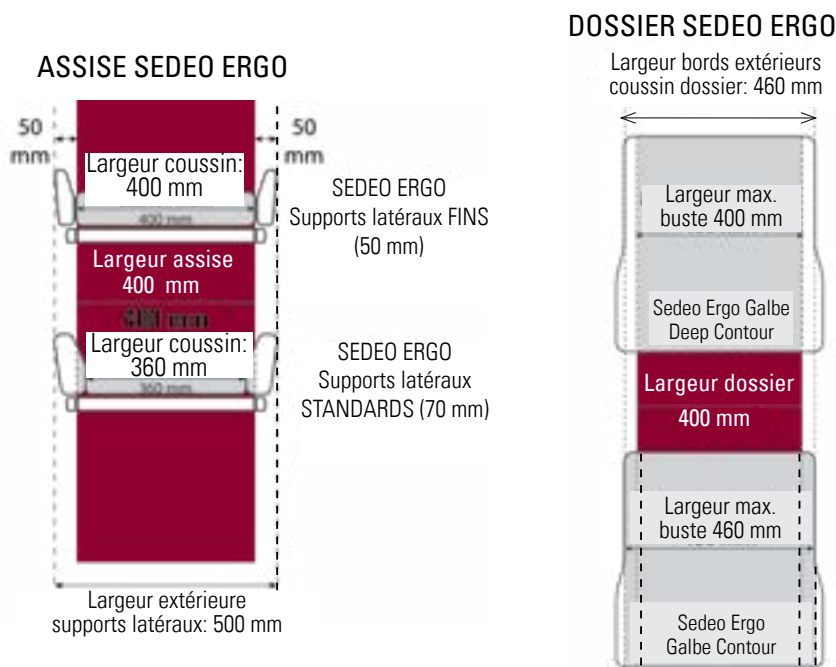 ASSISE SEDEO ERGO
50
mm
50
mm
Largeur coussin:
400 mm
400 mm
SEDEO ERGO
Supports latéraux FINS
(50 mm)
Largeur assise
400 mm
400 mm
Largeur coussin:
360 mm
360 mm
SEDEO ERGO
Supports latéraux
STANDARDS (70 mm)
Largeur extérieure
supports latéraux: 500 mm
DOSSIER SEDEO ERGO
Largeur bords extérieurs
coussin dossier: 460 mm
Largeur max.
buste 400 mm
Sedeo Ergo Galbe
Deep Contour
Largeur dossier
400 mm
Largeur max.
buste 460 mm
Sedeo Ergo
Galbe Contour